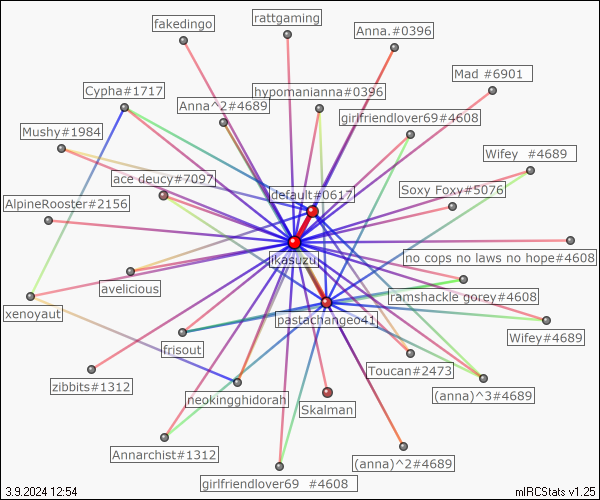 rattgaming
fakedingo
Anna.#0396
Mad #6901
Cypha#1717
hypomanianna#0396
Anna^2#4689
girlfriendlover69#4608
Mushy#1984
Wifey #4689
ace deucy#7097
default#0617
Soxy Foxy#5076
AlpineRooster#2156
ikasuzu
no cops no laws no hope#4608
avelicious
ramshackle gorey#4608
xenoyaut
pastachangeo41
Wifey#4689
frisout
Toucan#2473
zibbits#1312
neokingghidorah
(anna)^3#4689
Skalman
Annarchist#1312
(anna)^2#4689
girlfriendlover69 #4608
3.9.2024 12:54
mIRCStats v1.25